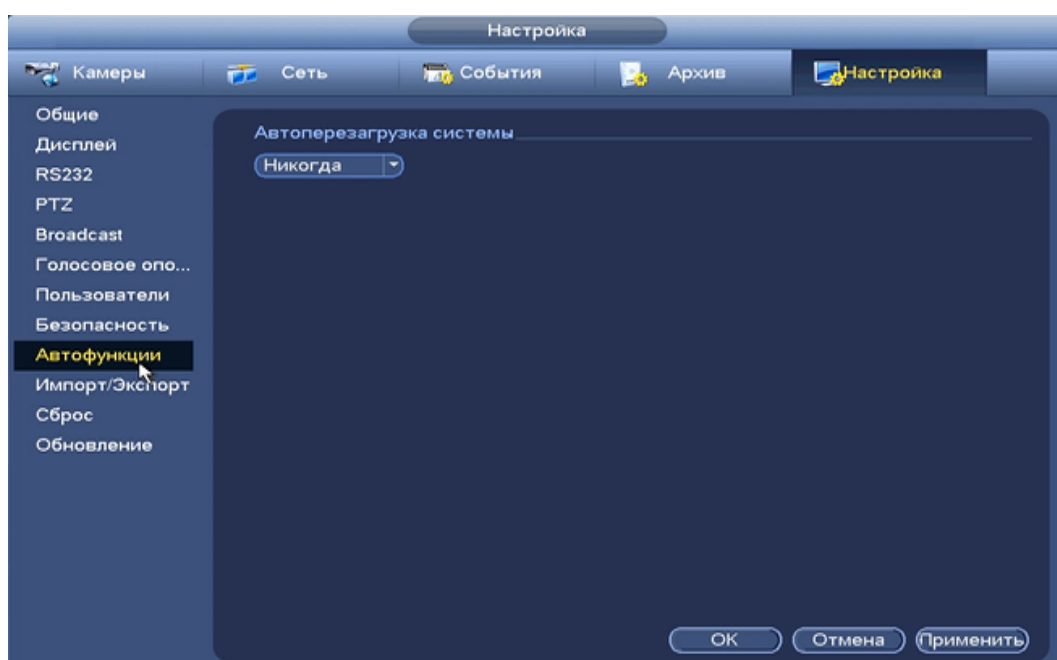 Настройка
Камеры
Сеть
События
Архив
Настройка
Общие
Дисплей
RS232
PTZ
Broadcast
Голосовое опо...
Пользователи
Безопасность
Автофункции
Импорт/Экспорт
Сброс
Обновление
Автоперезагрузка системы
Никогда
OK
Отмена
Применить